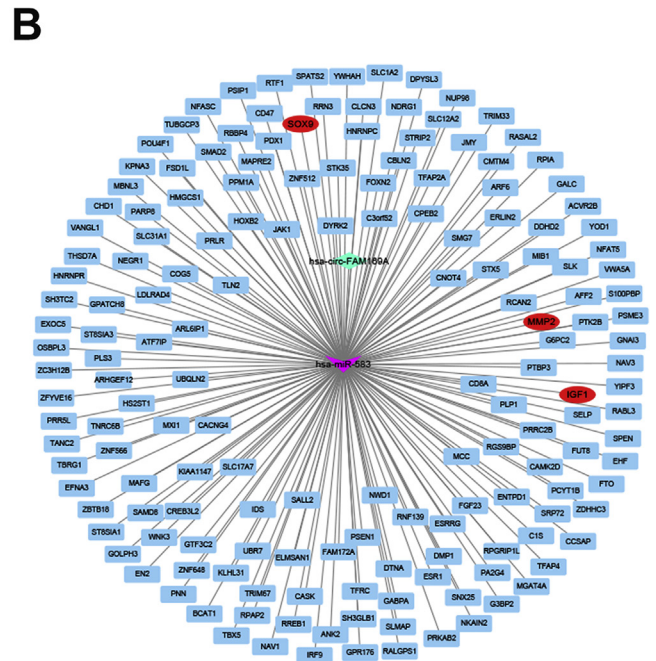 B
SLC1A2
SPATS2
YWHAH
DPYSL3
RTF1
PSIP1
NUP98
NFASC
CD47
RRN3
CLCN3
NDRG1
TRIM33
SLC12A2
TUBGCP3
SOX9
HNRNPC
RBBP4
PDX1
STRIP2
JMY
RASAL2
POU4F1
SMAD2
MAPRE2
CBLN2
CMTM4
RPIA
KPNA3
FSD1L
STK35
PPM1A
ZNF512
FOXN2
TFAP2A
ARF6
GALC
MBNL3
HMGCS1
CHD1
PARP6
HOXB2
JAK1
DYRK2
C3orf52
CPEB2
ERLIN2
ACVR2B
VANGL1
SLC31A1
PRLR
SMG7
DDHD2
YOD1
THSD7A
NEGR1
hsa-circ-FAM169A
MIB1
NFAT5
HNRNPR
COG5
TLN2
CNOT4
STX5
SLK
VWA5A
SH3TC2
LDLRAD4
GPATCH8
RCAN2
AFF2
S100PBP
EXOC5
ST8SIA3
ARL6IP1
MMP2
PTK2B
PSME3
ATF7IP
G6PC2
GNAI3
OSBPL3
PLS3
hsa-miR-583
PTBP3
NAV3
ZC3H12B
ARHGEF12
UBQLN2
CD8A
YIPF3
ZFYVE16
HS2ST1
PLP1
IGF1
RABL3
PRR5L
SELP
TNRC6B
MXI1
CACNG4
PRRC2B
SPEN
TANC2
ZNF566
RGS9BP
FUT8
EHF
TBRG1
KIAA1147
SLC17A7
MCC
CAMK2D
FTO
EFNA3
MAFG
NWD1
ENTPD1
PCYT1B
ZBTB18
SAMD8
CREB3L2
IDS
SALL2
FGF23
SRP72
ZDHHC3
ST8SIA1
WNK3
RNF139
ESRRG
C1S
CCSAP
GOLPH3
GTF3C2
UBR7
ELMSAN1
FAM172A
PSEN1
RPGRIP1L
TFAP4
EN2
ZNF648
KLHL31
DTNA
DMP1
PA2G4
MGAT4A
PNN
TRIM67
CASK
TFRC
ESR1
SNX25
G3BP2
BCAT1
RPAP2
SH3GLB1
GABPA
NKAIN2
TBX5
RREB1
ANK2
SLMAP
PRKAB2
NAV1
IRF9
GPR176
RALGPS1